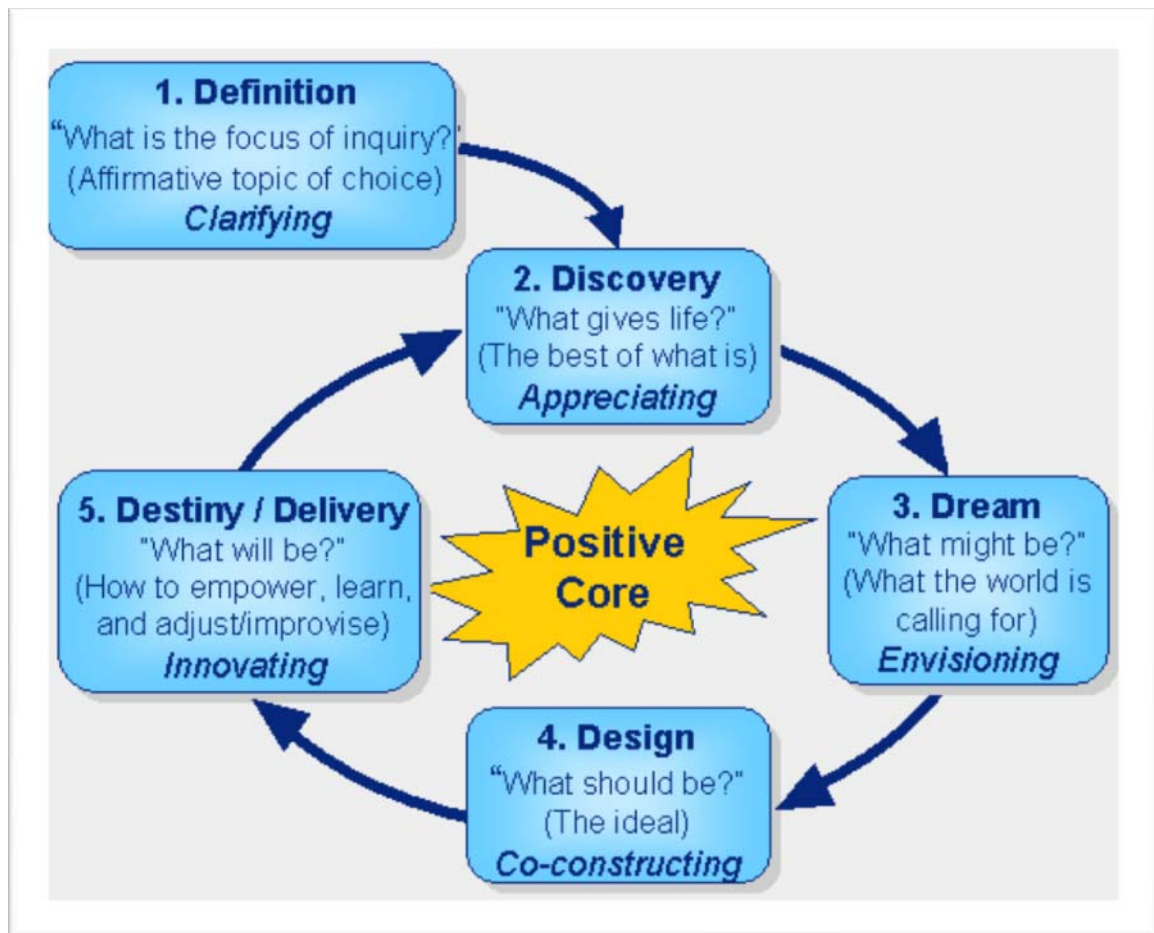 1. Definition
“What is the focus of inquiry?"
(Affirmative topic of choice)
Clarifying
2. Discovery
"What gives life?"
(The best of what is)
Appreciating
3. Dream
"What might be?"
(What the world is
calling for)
Envisioning
4. Design
“What should be?"
(The ideal)
Co-constructing
5. Destiny / Delivery
"What will be?"
(How to empower, learn,
and adjust/improvise)
Innovating
Positive
Core